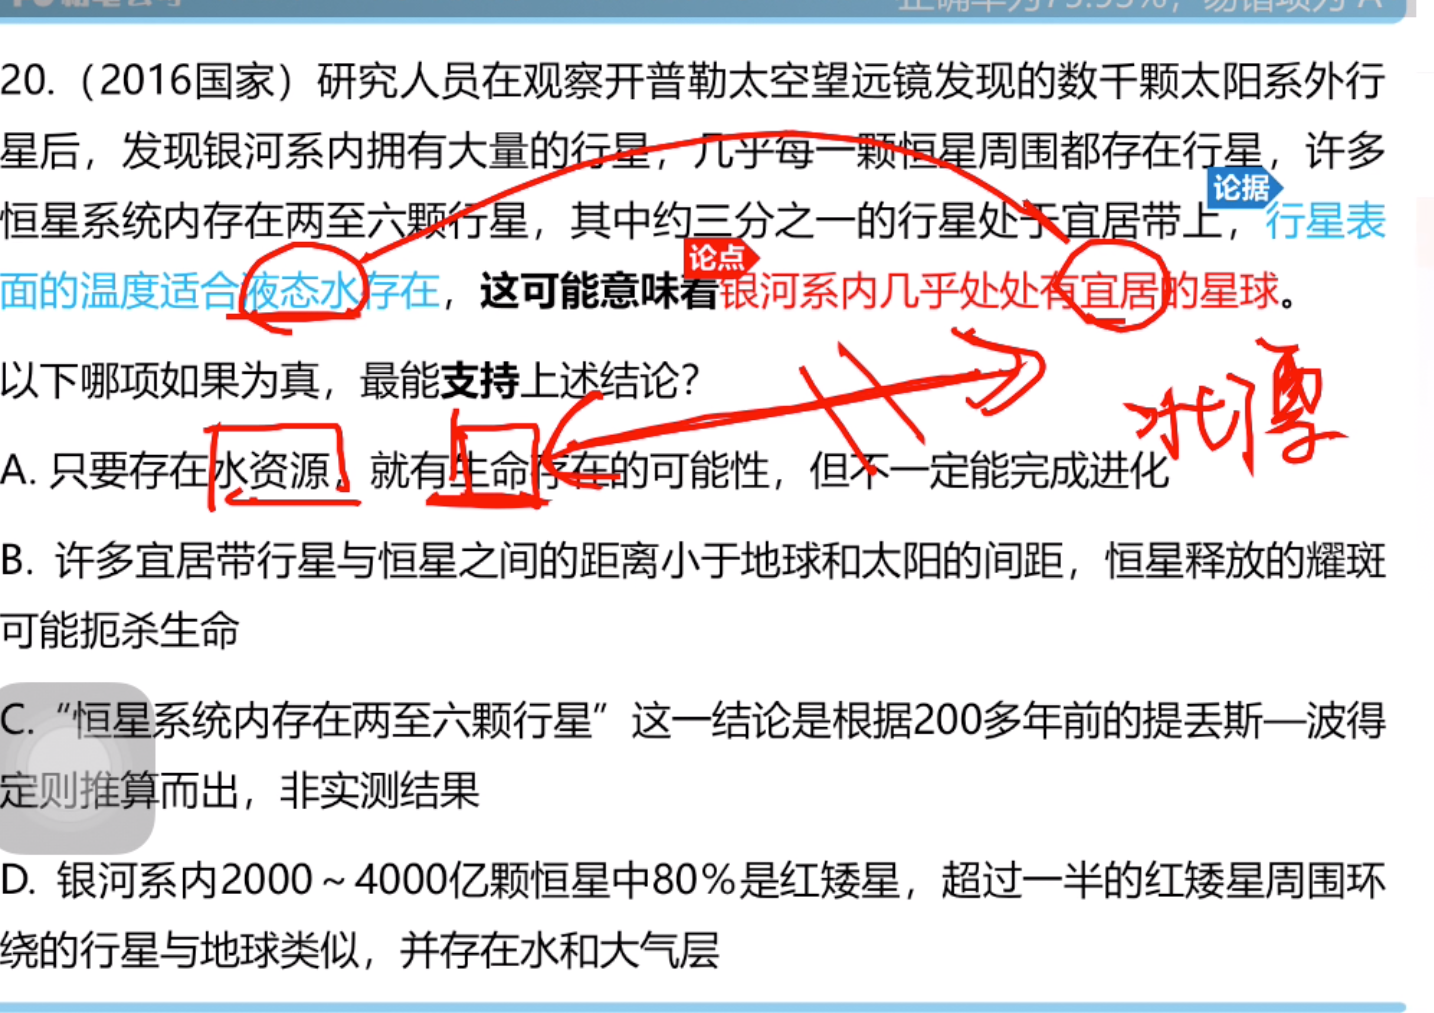 正确率为73.95%，易错项为 A
20.（2016国家）研究人员在观察开普勒太空望远镜发现的数千颗太阳系外行
星后，发现银河系内拥有大量的行星，几乎每一颗恒星周围都存在行星，许多
论据
恒星系统内存在两至六颗行星，其中约三分之一的行星处于宜居带上，行星表
论点
面的温度适合液态水存在，这可能意味着银河系内几乎处处有宜居的星球。
以下哪项如果为真，最能支持上述结论？
A. 只要存在水资源，就有生命存在的可能性，但不一定能完成进化
B. 许多宜居带行星与恒星之间的距离小于地球和太阳的间距，恒星释放的耀斑
可能扼杀生命
C. “恒星系统内存在两至六颗行星”这一结论是根据200多年前的提丢斯—波得
定则推算而出，非实测结果
D. 银河系内2000～4000亿颗恒星中80%是红矮星，超过一半的红矮星周围环
绕的行星与地球类似，并存在水和大气层